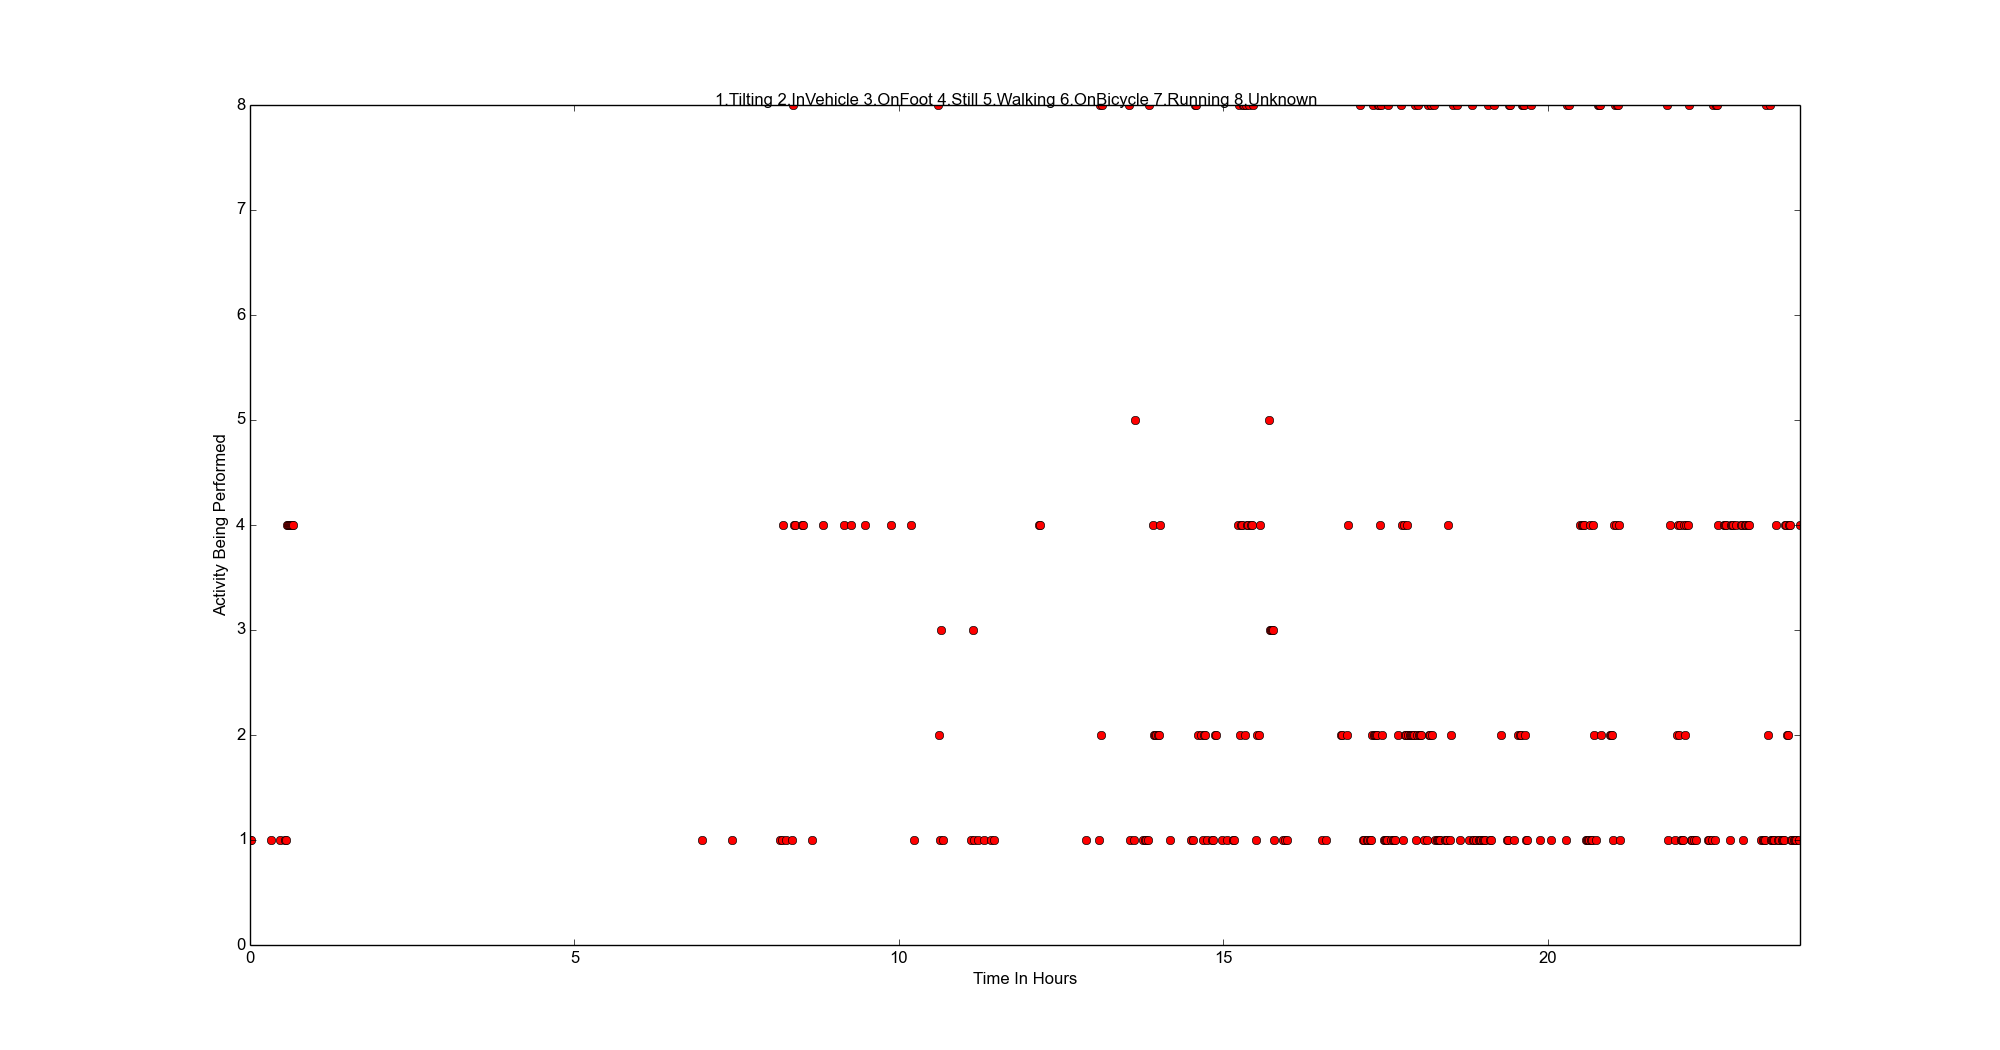 1.Tilting 2.InVehicle 3.OnFoot 4.Still 5.Walking 6.OnBicycle 7.Running 8.Unknown
8
7
6
5
4
3
2
1
0
Activity Being Performed
0 5 10 15 20
Time In Hours